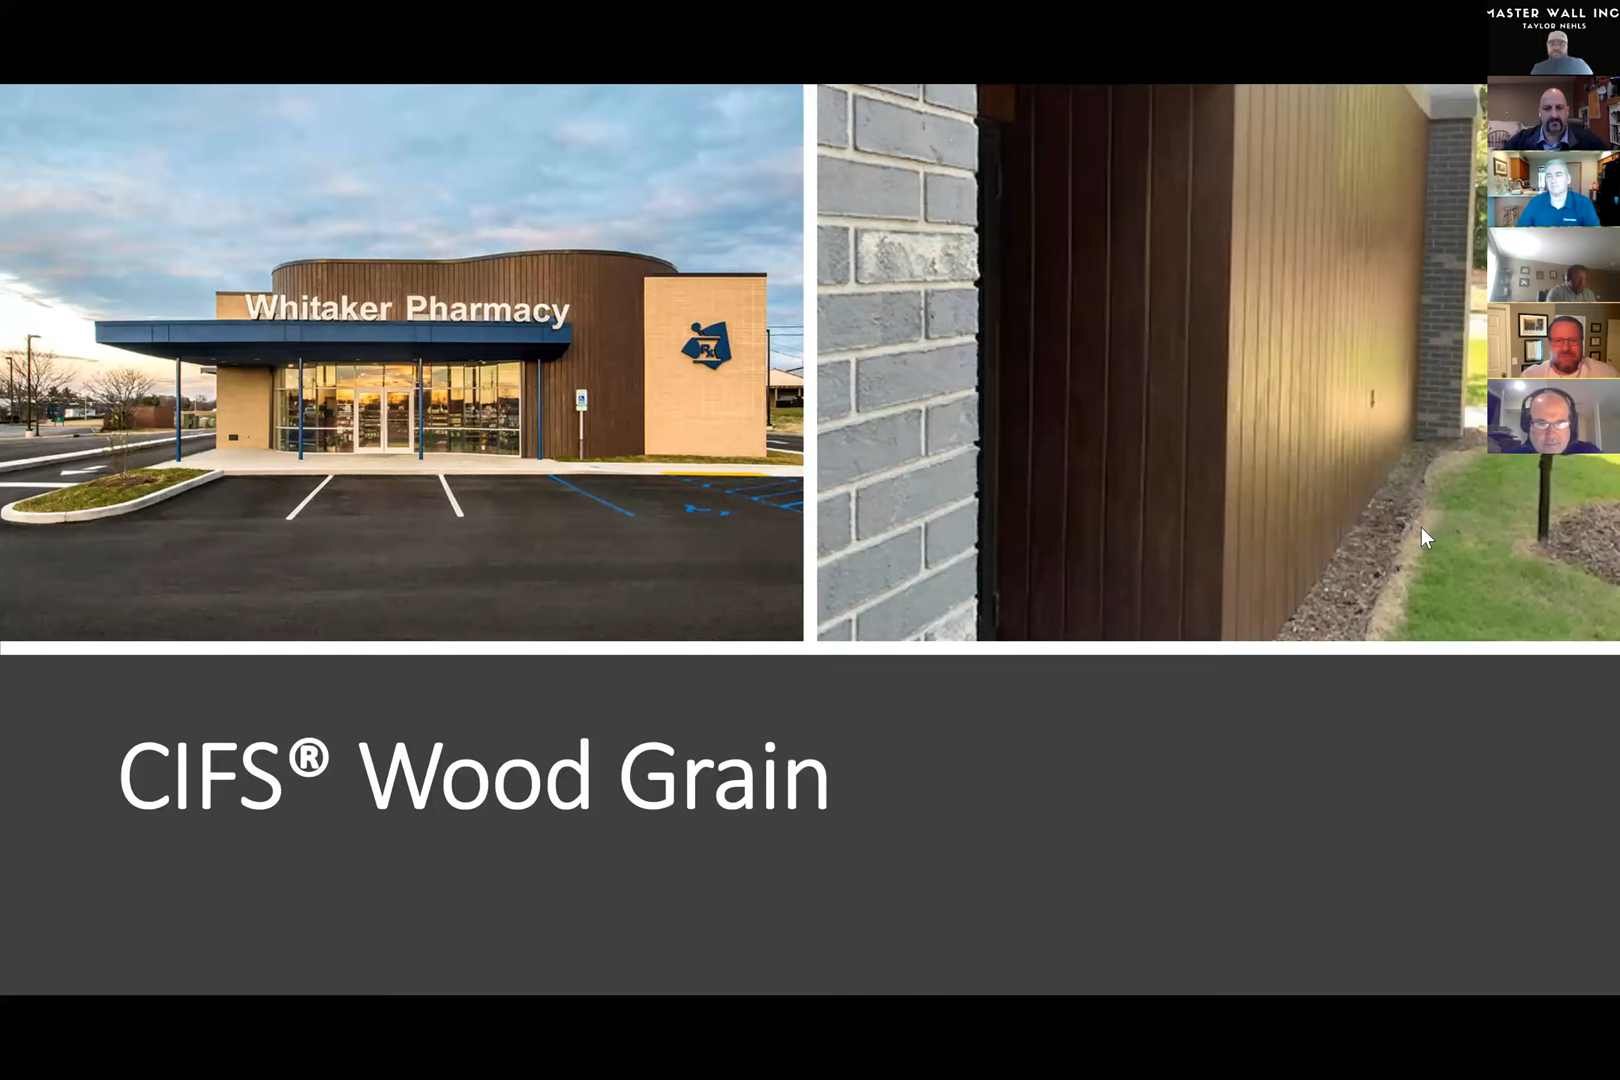 MASTER WALL INC
TAYLOR NEHLS
Whitaker Pharmacy
Rx
CIFS® Wood Grain